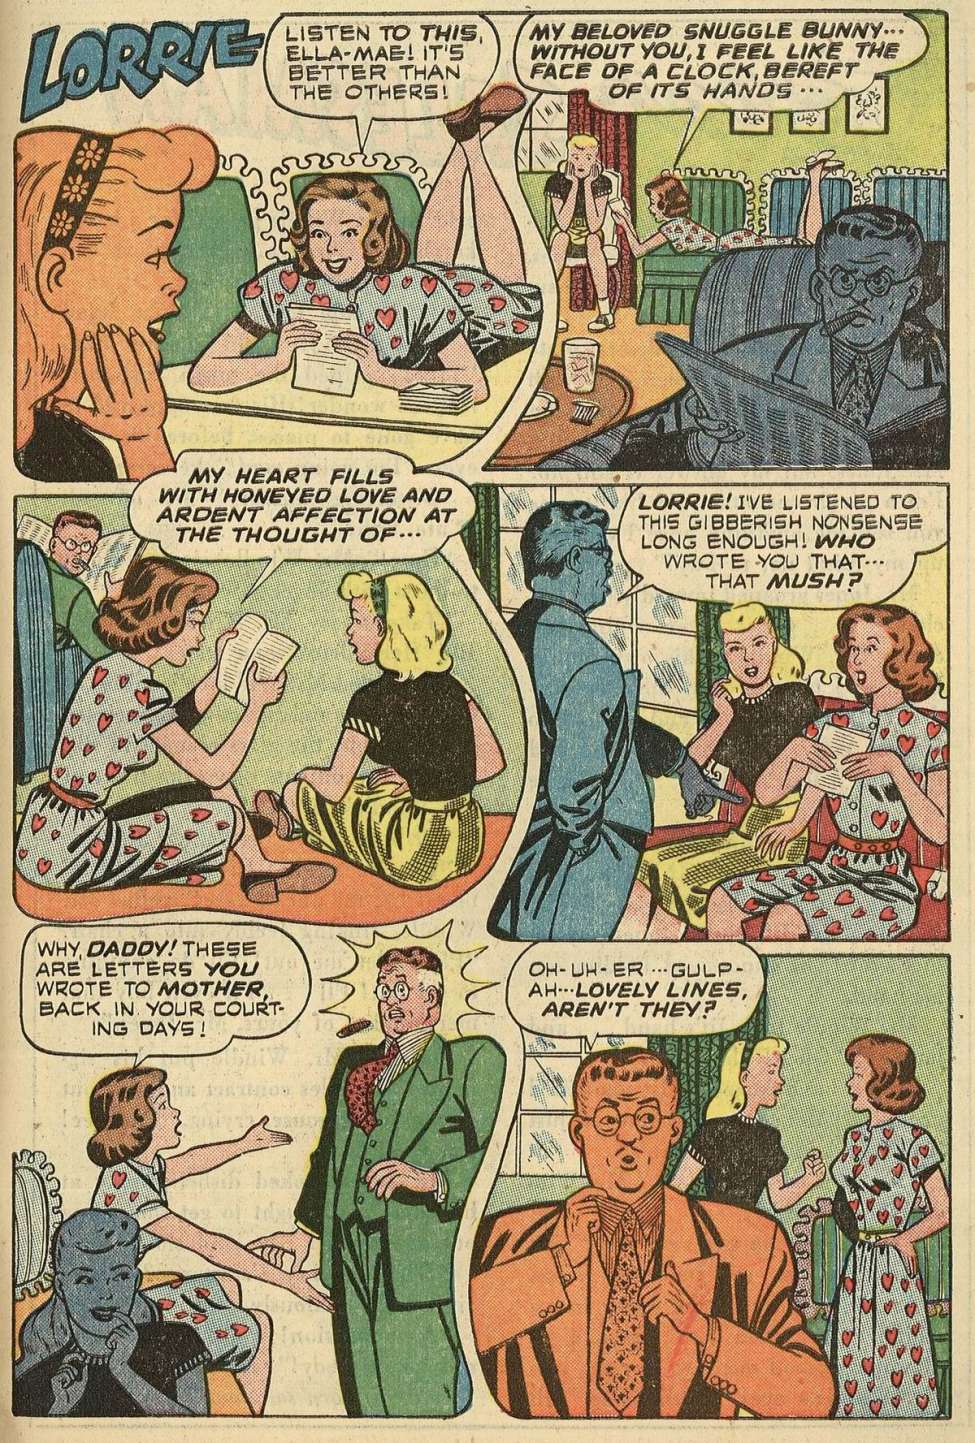 LORRIE
LISTEN TO THIS,
ELLA-MAE! IT'S
BETTER THAN
THE OTHERS!
MY BELOVED SNUGGLE BUNNY---
WITHOUT YOU, I FEEL LIKE THE
FACE OF A CLOCK, BEREFT
OF ITS HANDS ---
MY HEART FILLS
WITH HONEYED LOVE AND
ARDENT AFFECTION AT
THE THOUGHT OF---
LORRIE! I'VE LISTENED TO
THIS GIBBERISH NONSENSE
LONG ENOUGH! WHO
WROTE YOU THAT---
THAT MUSH?
WHY, DADDY! THESE
ARE LETTERS YOU
WROTE TO MOTHER,
BACK IN YOUR COURT-
ING DAYS!
OH-UH-ER ---GULP-
AH---LOVELY LINES,
AREN'T THEY?